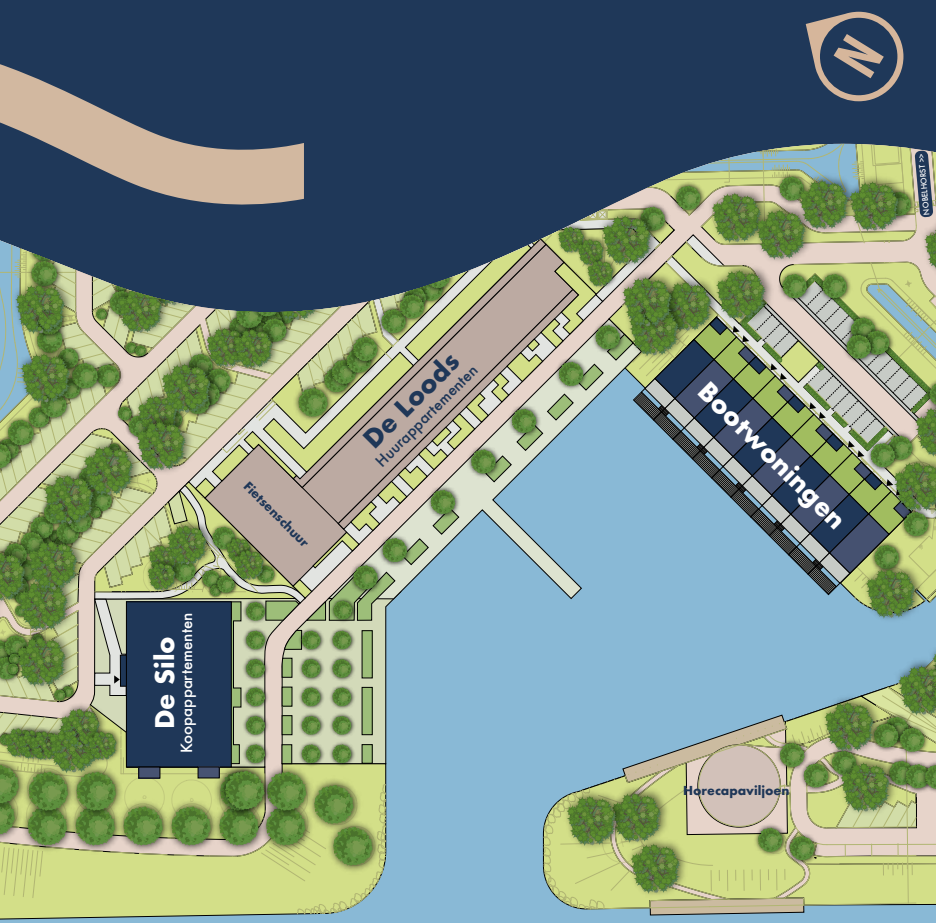 N
NOBELHORST >>
De Loods
Huurappartementen
Bootwoningen
Fietsenschuur
De Silo
Koopappartementen
Horecapaviljoen